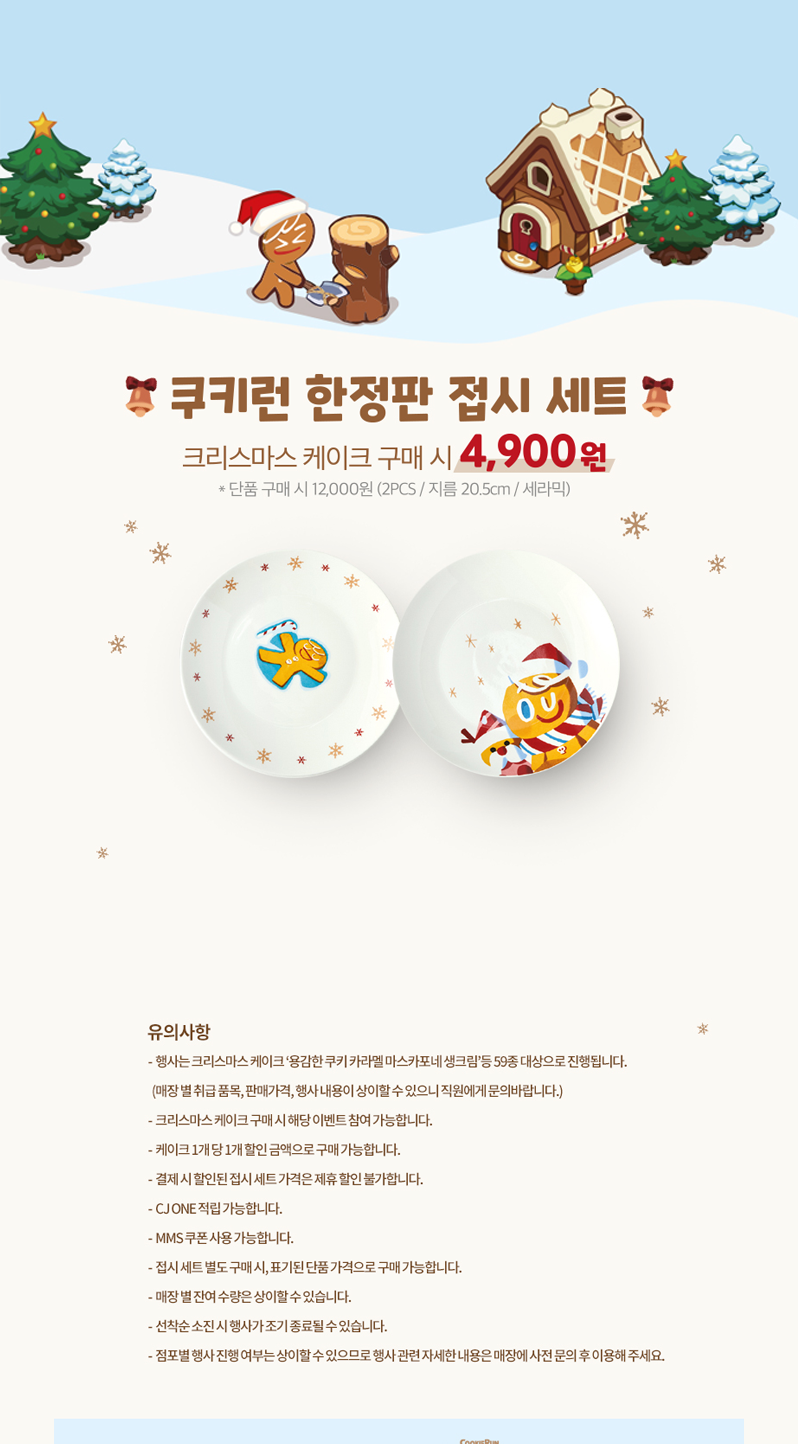 쿠키런 한정판 접시 세트
크리스마스 케이크 구매 시 4,900원
* 단품 구매 시 12,000원 (2PCS / 지름 20.5cm / 세라믹)
유의사항
- 행사는 크리스마스 케이크 ‘용감한 쿠키 카라멜 마스카포네 생크림’등 59종 대상으로 진행됩니다.
(매장 별 취급 품목, 판매가격, 행사 내용이 상이할 수 있으니 직원에게 문의바랍니다.)
- 크리스마스 케이크 구매 시 해당 이벤트 참여 가능합니다.
- 케이크 1개 당 1개 할인 금액으로 구매 가능합니다.
- 결제 시 할인된 접시 세트 가격은 제휴 할인 불가합니다.
- CJ ONE 적립 가능합니다.
- MMS 쿠폰 사용 가능합니다.
- 접시 세트 별도 구매 시, 표기된 단품 가격으로 구매 가능합니다.
- 매장 별 잔여 수량은 상이할 수 있습니다.
- 선착순 소진 시 행사가 조기 종료될 수 있습니다.
- 점포별 행사 진행 여부는 상이할 수 있으므로 행사 관련 자세한 내용은 매장에 사전 문의 후 이용해 주세요.
COOKIERUN